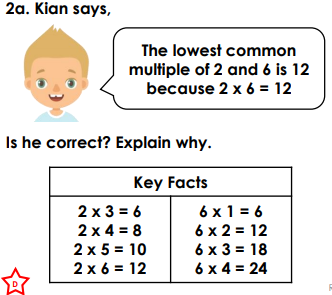 2a. Kian says,
The lowest common
multiple of 2 and 6 is 12
because 2 x 6 = 12
Is he correct? Explain why.
Key Facts
2 x 3 = 6
2 x 4 = 8
2 x 5 = 10
2 x 6 = 12
6 x 1 = 6
6 x 2 = 12
6 x 3 = 18
6 x 4 = 24
D